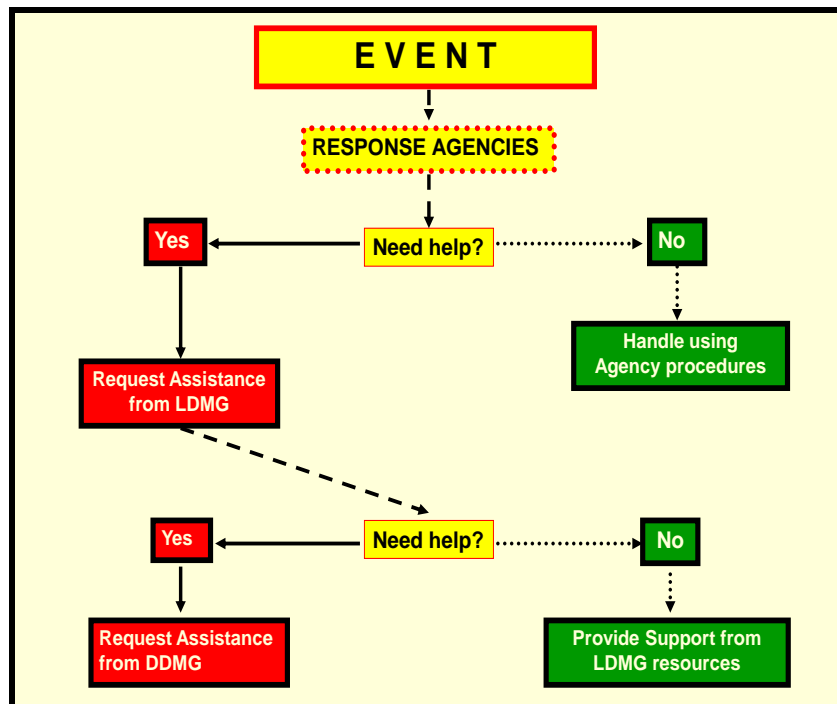 E V E N T
RESPONSE AGENCIES
Yes
Need help?
No
Handle using
Agency procedures
Request Assistance
from LDMG
Yes
Need help?
No
Request Assistance
from DDMG
Provide Support from
LDMG resources